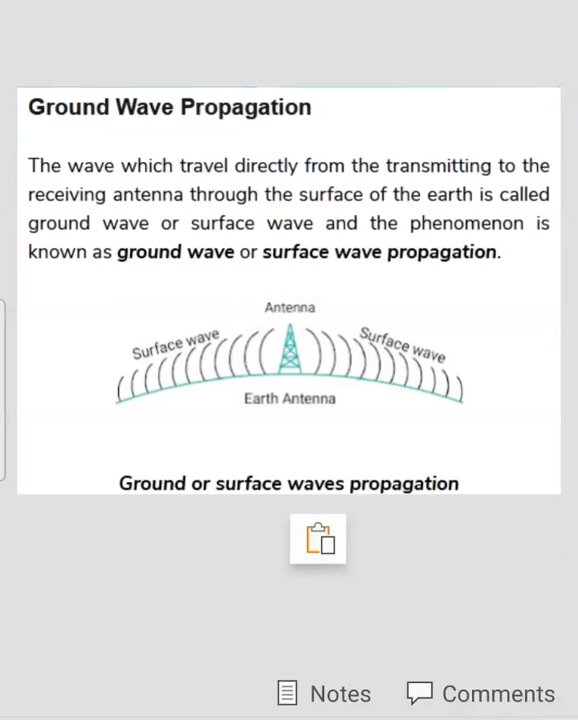 Ground Wave Propagation
The wave which travel directly from the transmitting to the
receiving antenna through the surface of the earth is called
ground wave or surface wave and the phenomenon is
known as ground wave or surface wave propagation.
Antenna
Surface wave
Surface wave
Earth Antenna
Ground or surface waves propagation
Notes
Comments